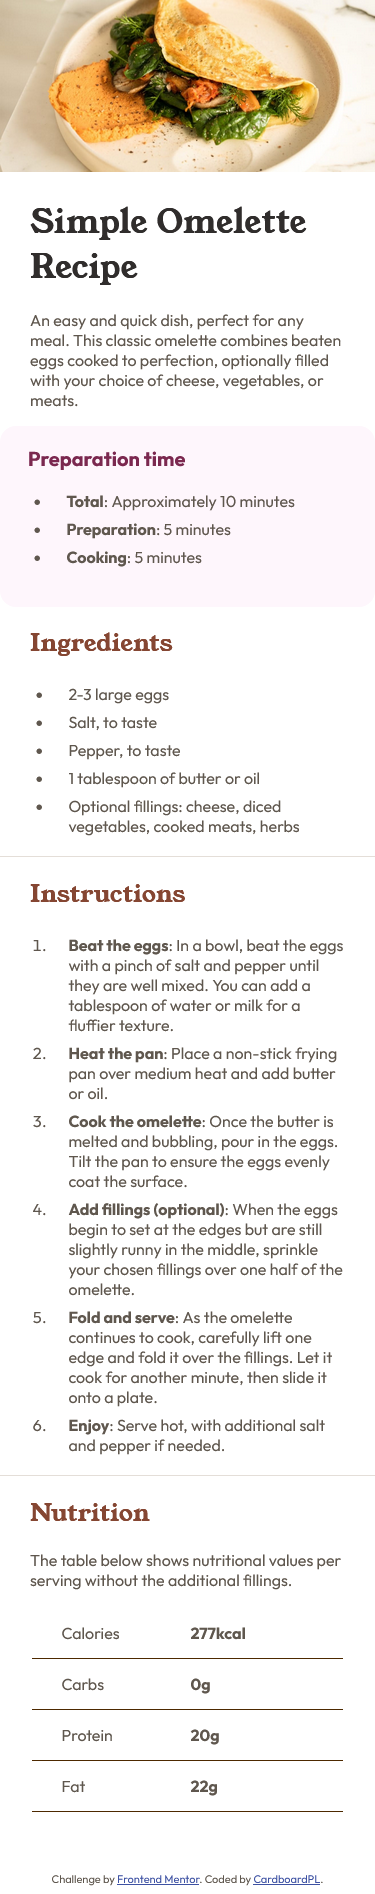 Simple Omelette
Recipe
An easy and quick dish, perfect for any
meal. This classic omelette combines beaten
eggs cooked to perfection, optionally filled
with your choice of cheese, vegetables, or
meats.
Preparation time
• Total: Approximately 10 minutes
• Preparation: 5 minutes
• Cooking: 5 minutes
Ingredients
• 2-3 large eggs
• Salt, to taste
• Pepper, to taste
• 1 tablespoon of butter or oil
• Optional fillings: cheese, diced
vegetables, cooked meats, herbs
Instructions
1. Beat the eggs: In a bowl, beat the eggs
with a pinch of salt and pepper until
they are well mixed. You can add a
tablespoon of water or milk for a
fluffier texture.
2. Heat the pan: Place a non-stick frying
pan over medium heat and add butter
or oil.
3. Cook the omelette: Once the butter is
melted and bubbling, pour in the eggs.
Tilt the pan to ensure the eggs evenly
coat the surface.
4. Add fillings (optional): When the eggs
begin to set at the edges but are still
slightly runny in the middle, sprinkle
your chosen fillings over one half of the
omelette.
5. Fold and serve: As the omelette
continues to cook, carefully lift one
edge and fold it over the fillings. Let it
cook for another minute, then slide it
onto a plate.
6. Enjoy: Serve hot, with additional salt
and pepper if needed.
Nutrition
The table below shows nutritional values per
serving without the additional fillings.
Calories 277kcal
Carbs 0g
Protein 20g
Fat 22g
Challenge by Frontend Mentor. Coded by CardboardPL.